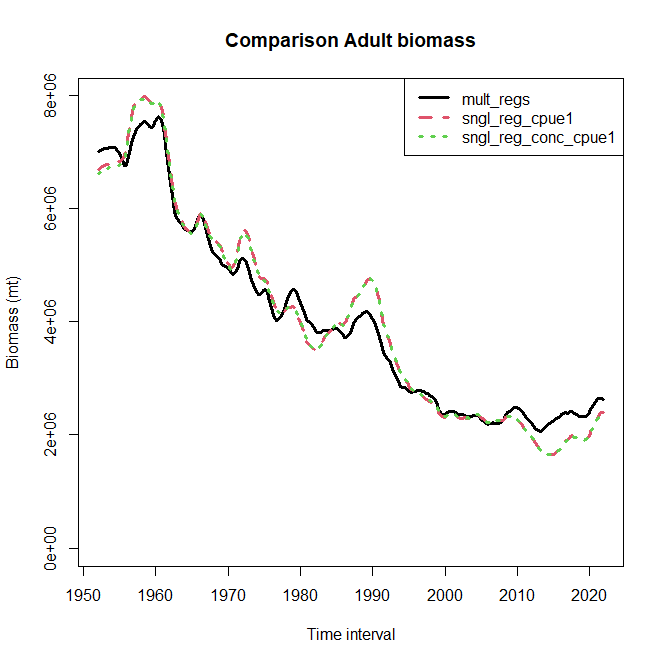 Comparison Adult biomass
mult_regs
sngl_reg_cpue1
sngl_reg_conc_cpue1
Biomass (mt)
8e+06
6e+06
4e+06
2e+06
0e+00
1950 1960 1970 1980 1990 2000 2010 2020
Time interval